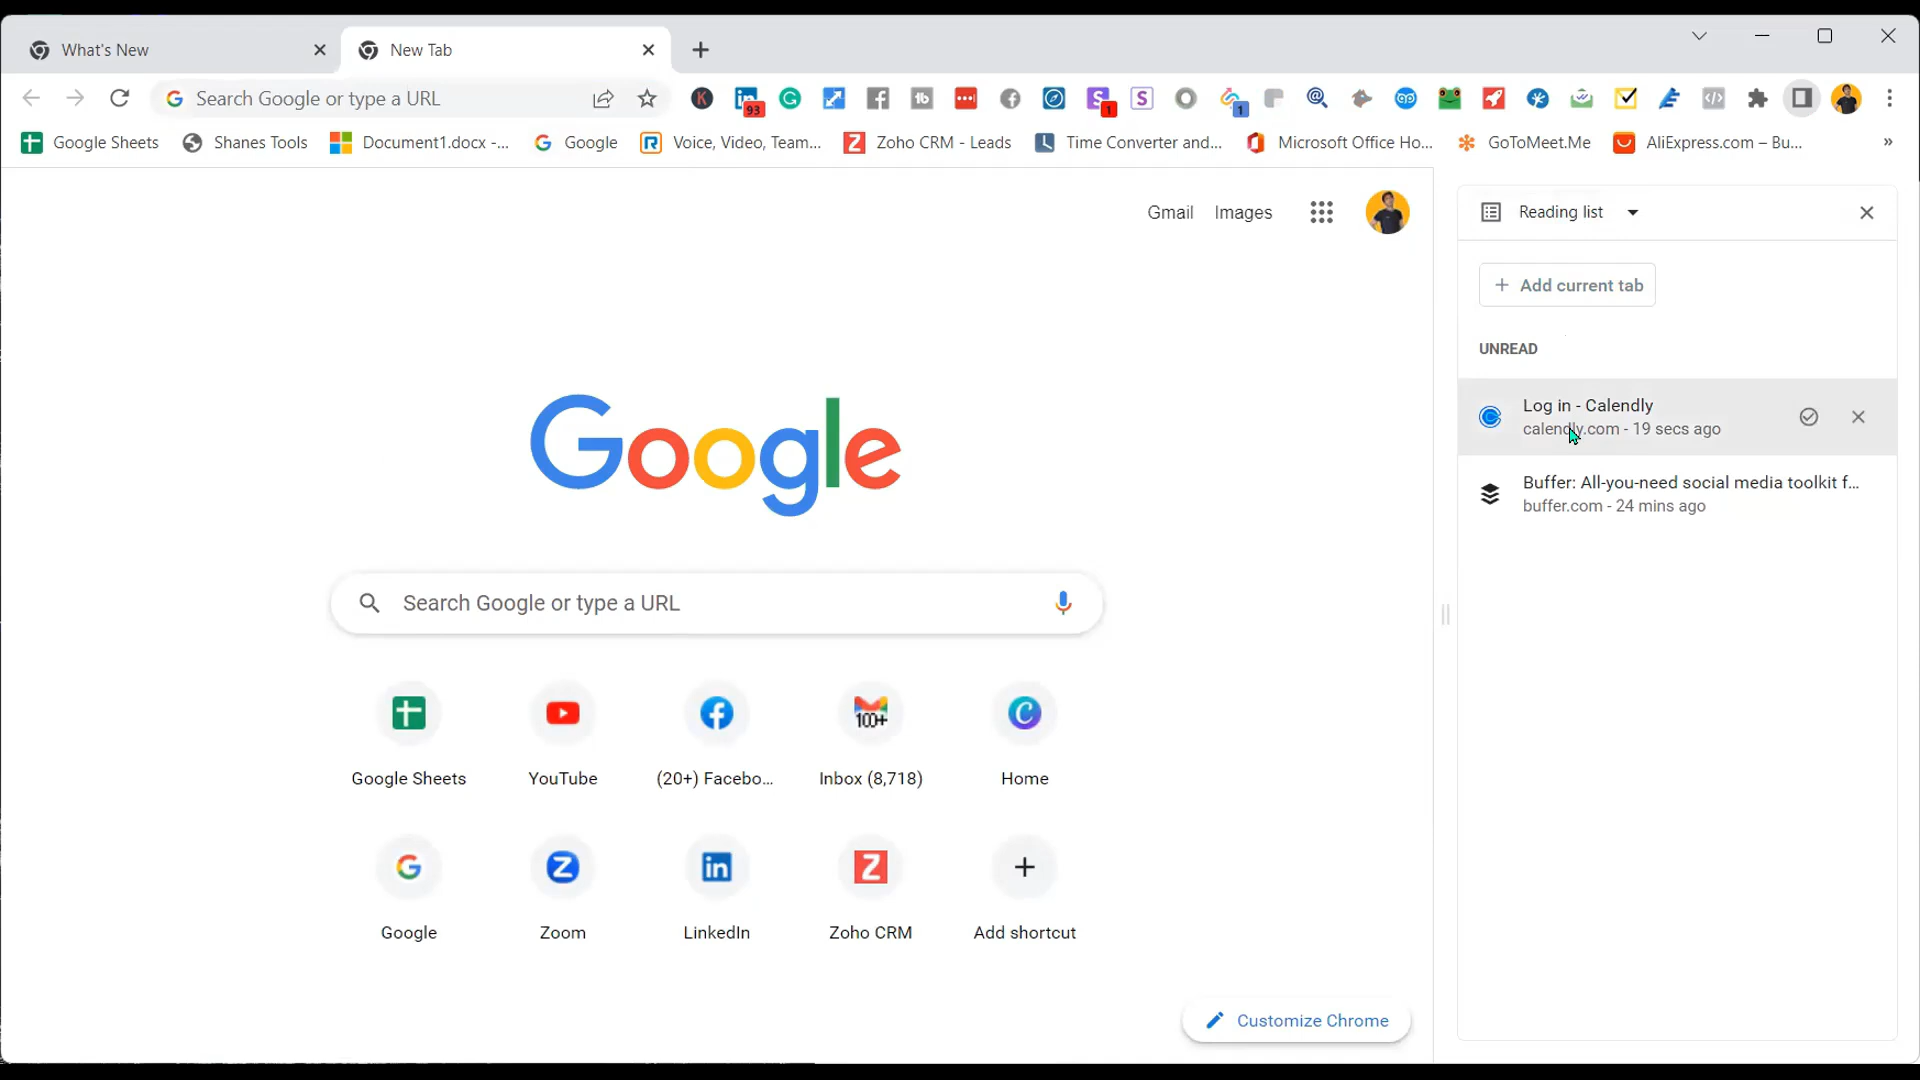 What's New
New Tab
Search Google or type a URL
93
1
1
Google Sheets
Shanes Tools
Document1.docx -...
Google
Voice, Video, Team...
Zoho CRM - Leads
Time Converter and...
Microsoft Office Ho...
GoToMeet.Me
AliExpress.com – Bu...
»
Gmail
Images
Reading list
Add current tab
UNREAD
Log in - Calendly
calendly.com - 19 secs ago
Buffer: All-you-need social media toolkit f...
buffer.com - 24 mins ago
Google
Search Google or type a URL
100+
Google Sheets
YouTube
(20+) Facebo...
Inbox (8,718)
Home
Google
Zoom
LinkedIn
Zoho CRM
Add shortcut
Customize Chrome